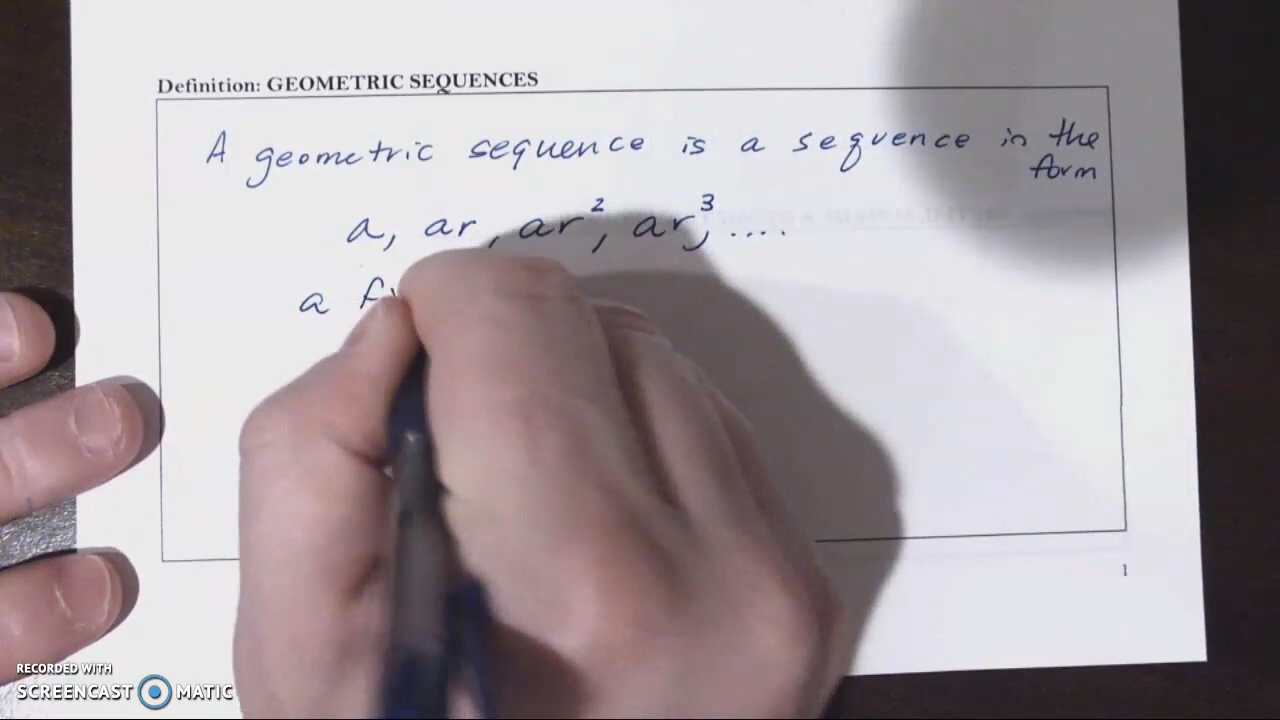 Definition: GEOMETRIC SEQUENCES
A geometric sequence is a sequence in the
form
a, ar, ar², ar³, ....
a
1
RECORDED WITH
SCREENCAST MATIC